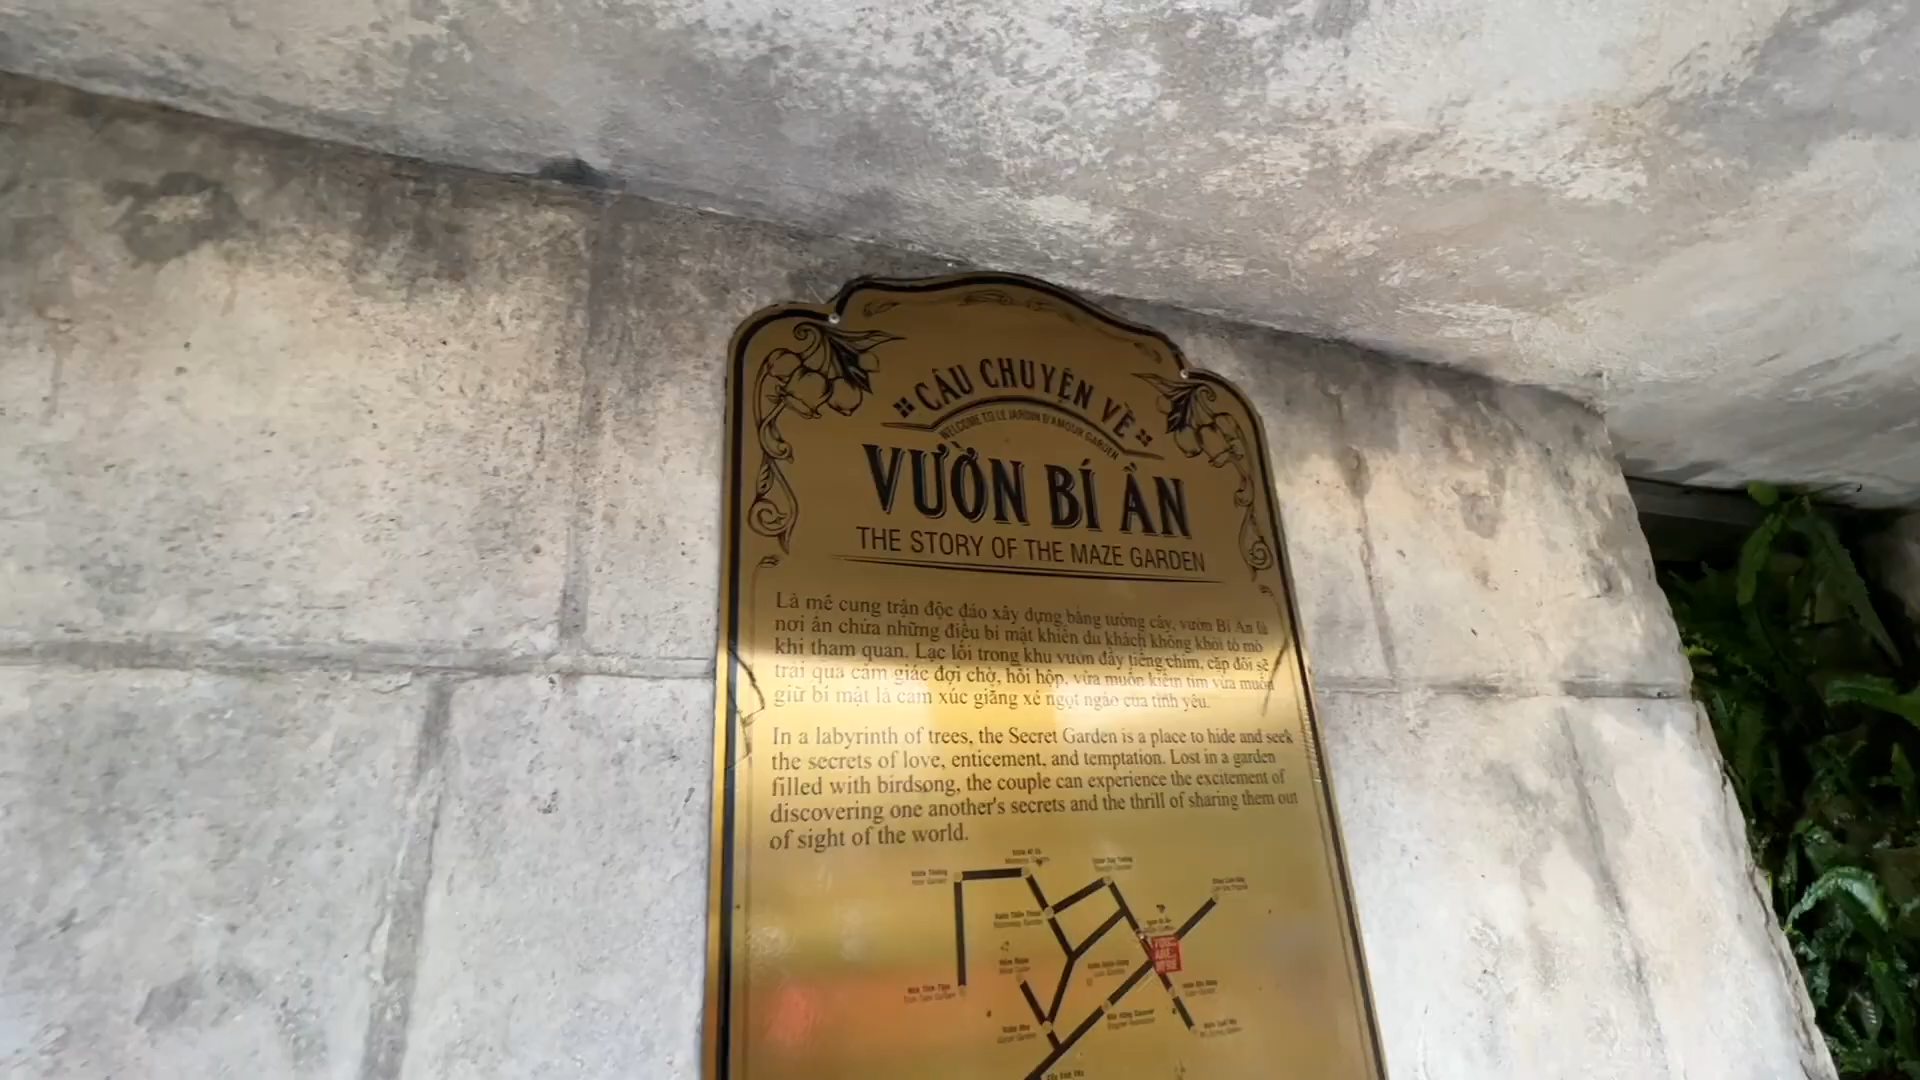 CÂU CHUYỆN VỀ
WELCOME TO LE JARDIN D'AMOUR GARDEN
VƯỜN BÍ ẨN
THE STORY OF THE MAZE GARDEN
Là mê cung trận độc đáo xây dựng bằng tường cây, vườn Bí Ẩn là
nơi ẩn chứa những điều bí mật khiến du khách không khỏi tò mò
khi tham quan. Lạc lối trong khu vườn đầy tiếng chim, cặp đôi sẽ
trải qua cảm giác đợi chờ, hồi hộp, vừa muốn kiếm tìm vừa muốn
giữ bí mật là cảm xúc giằng xé ngọt ngào của tình yêu.
In a labyrinth of trees, the Secret Garden is a place to hide and seek
the secrets of love, enticement, and temptation. Lost in a garden
filled with birdsong, the couple can experience the excitement of
discovering one another's secrets and the thrill of sharing them out
of sight of the world.
YOU
ARE
HERE